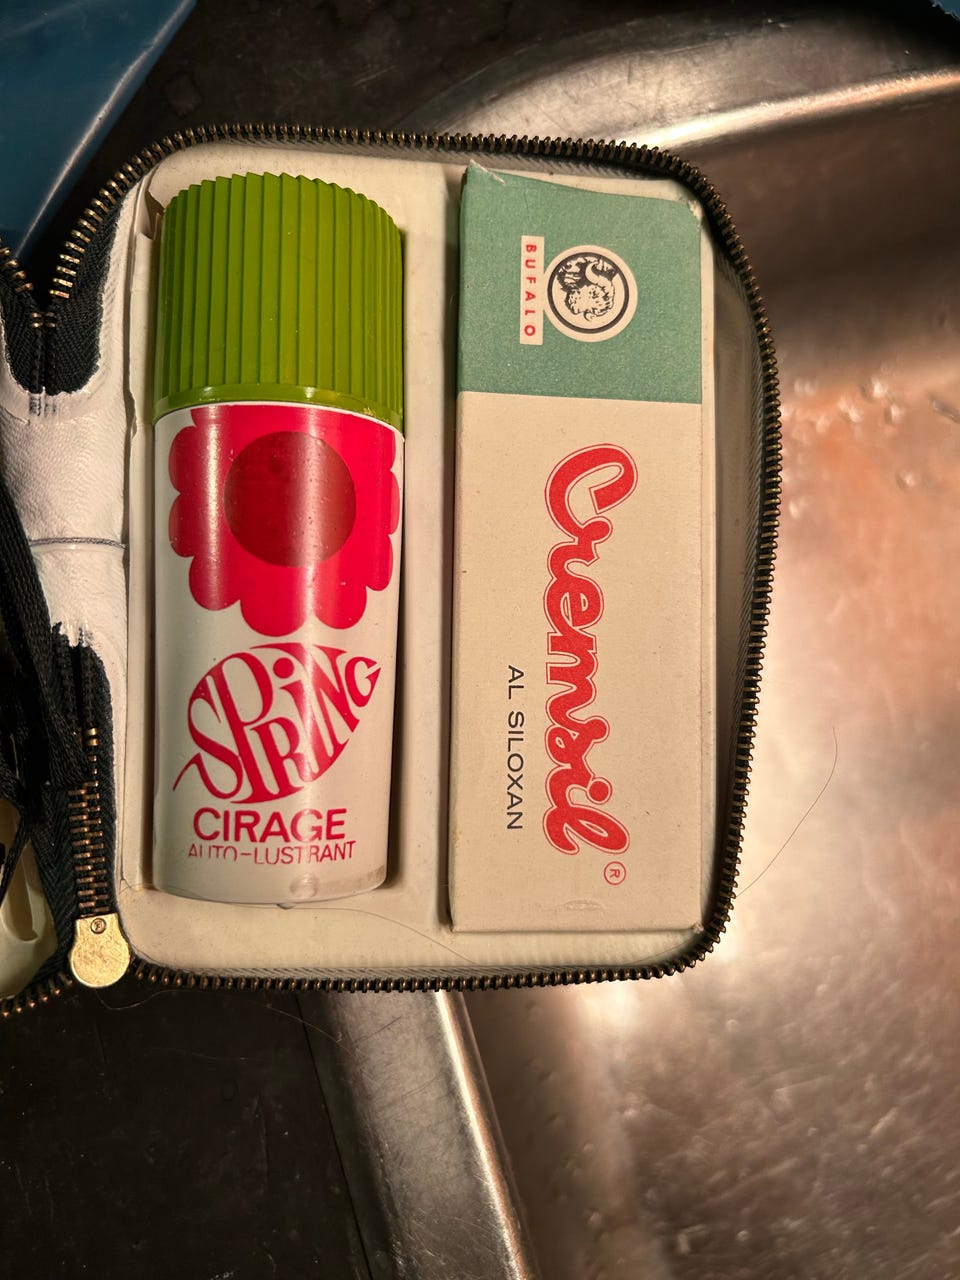 SPRiNG
CIRAGE
AUTO-LUSTRANT
BUFALO
Cremsil ®
AL SILOXAN